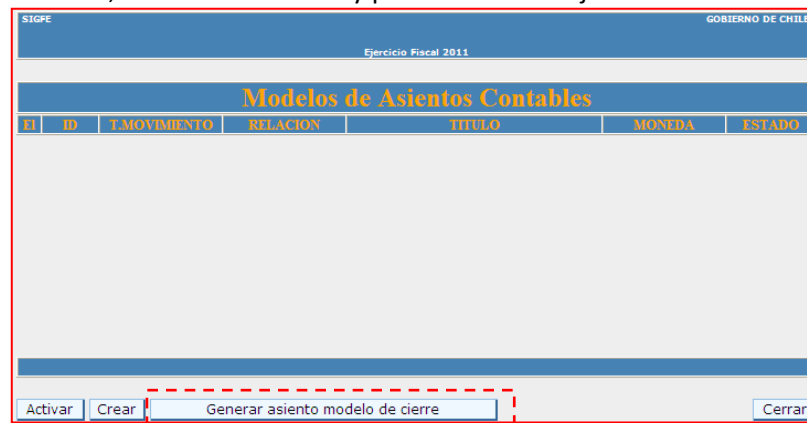 SIGFE GOBIERNO DE CHILE
Ejercicio Fiscal 2011
Modelos de Asientos Contables
El ID T.MOVIMIENTO RELACION TITULO MONEDA ESTADO
Activar Crear Generar asiento modelo de cierre Cerrar